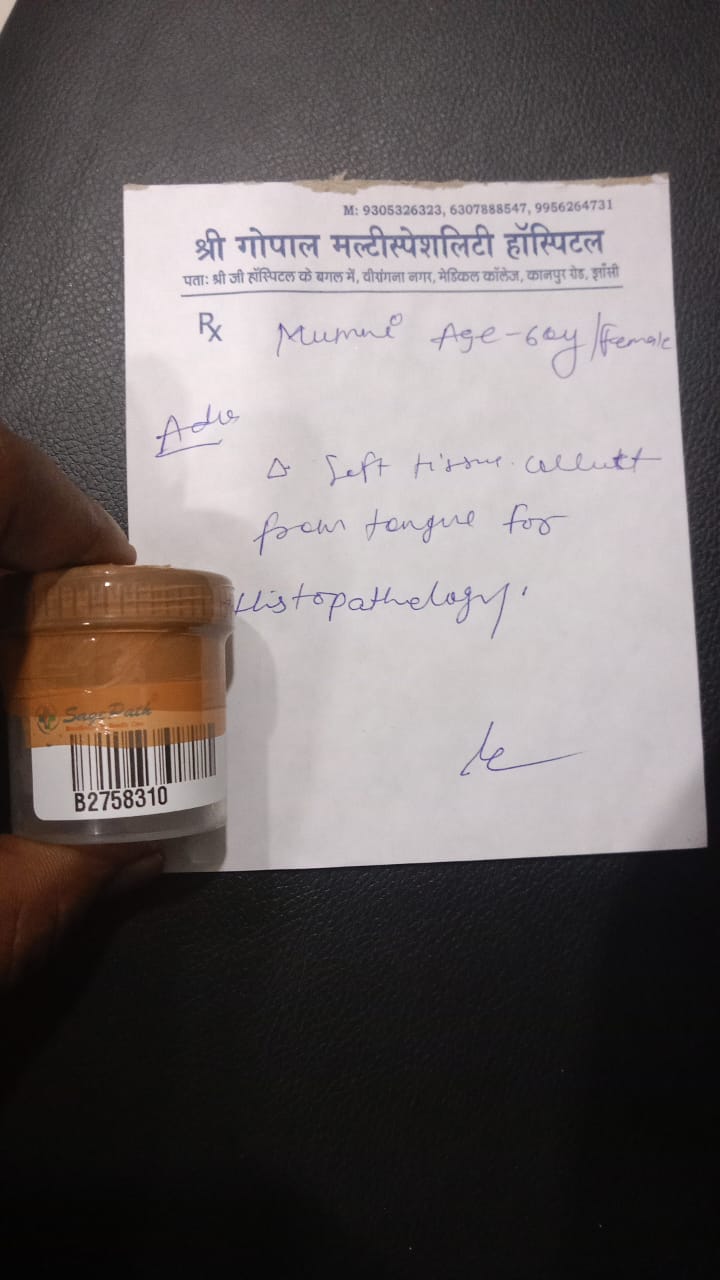 M: 9305326323, 6307888547, 9956264731
श्री गोपाल मल्टीस्पेशलिटी हॉस्पिटल
पता: श्री जी हॉस्पिटल के बगल में, वीरांगना नगर, मेडिकल कॉलेज, कानपुर रोड, झाँसी
Rx Munni Age-60y/Female
Adv
Soft tissue collect
from tongue for
Histopathology.
SagePath
B2758310